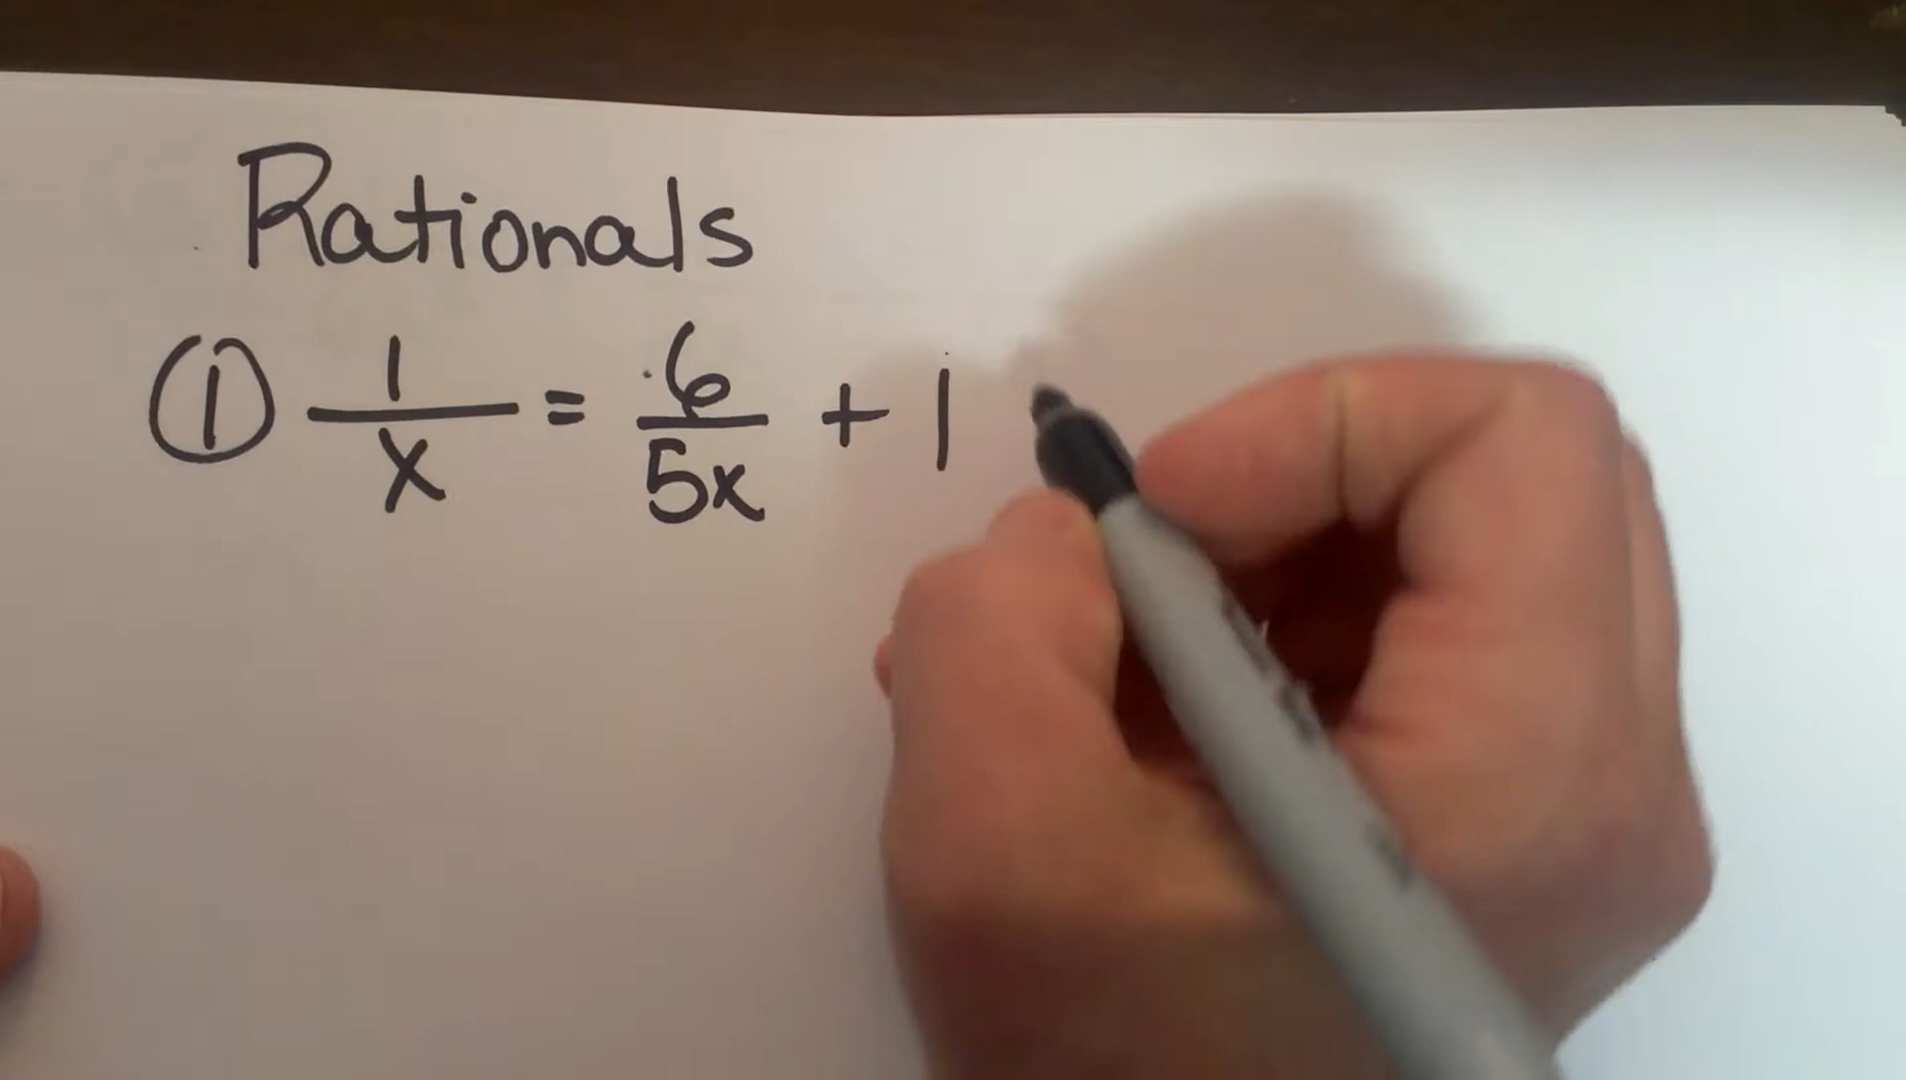 Rationals
① 1/x = 6/5x + 1